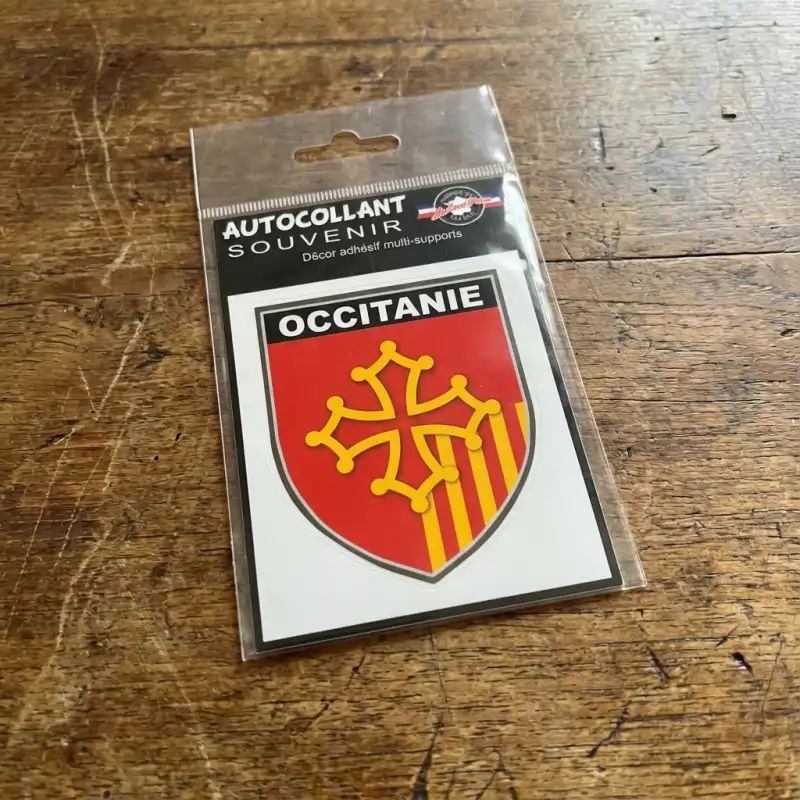 AUTOCOLLANT
SOUVENIR
Décor adhésif multi-supports
OCCITANIE